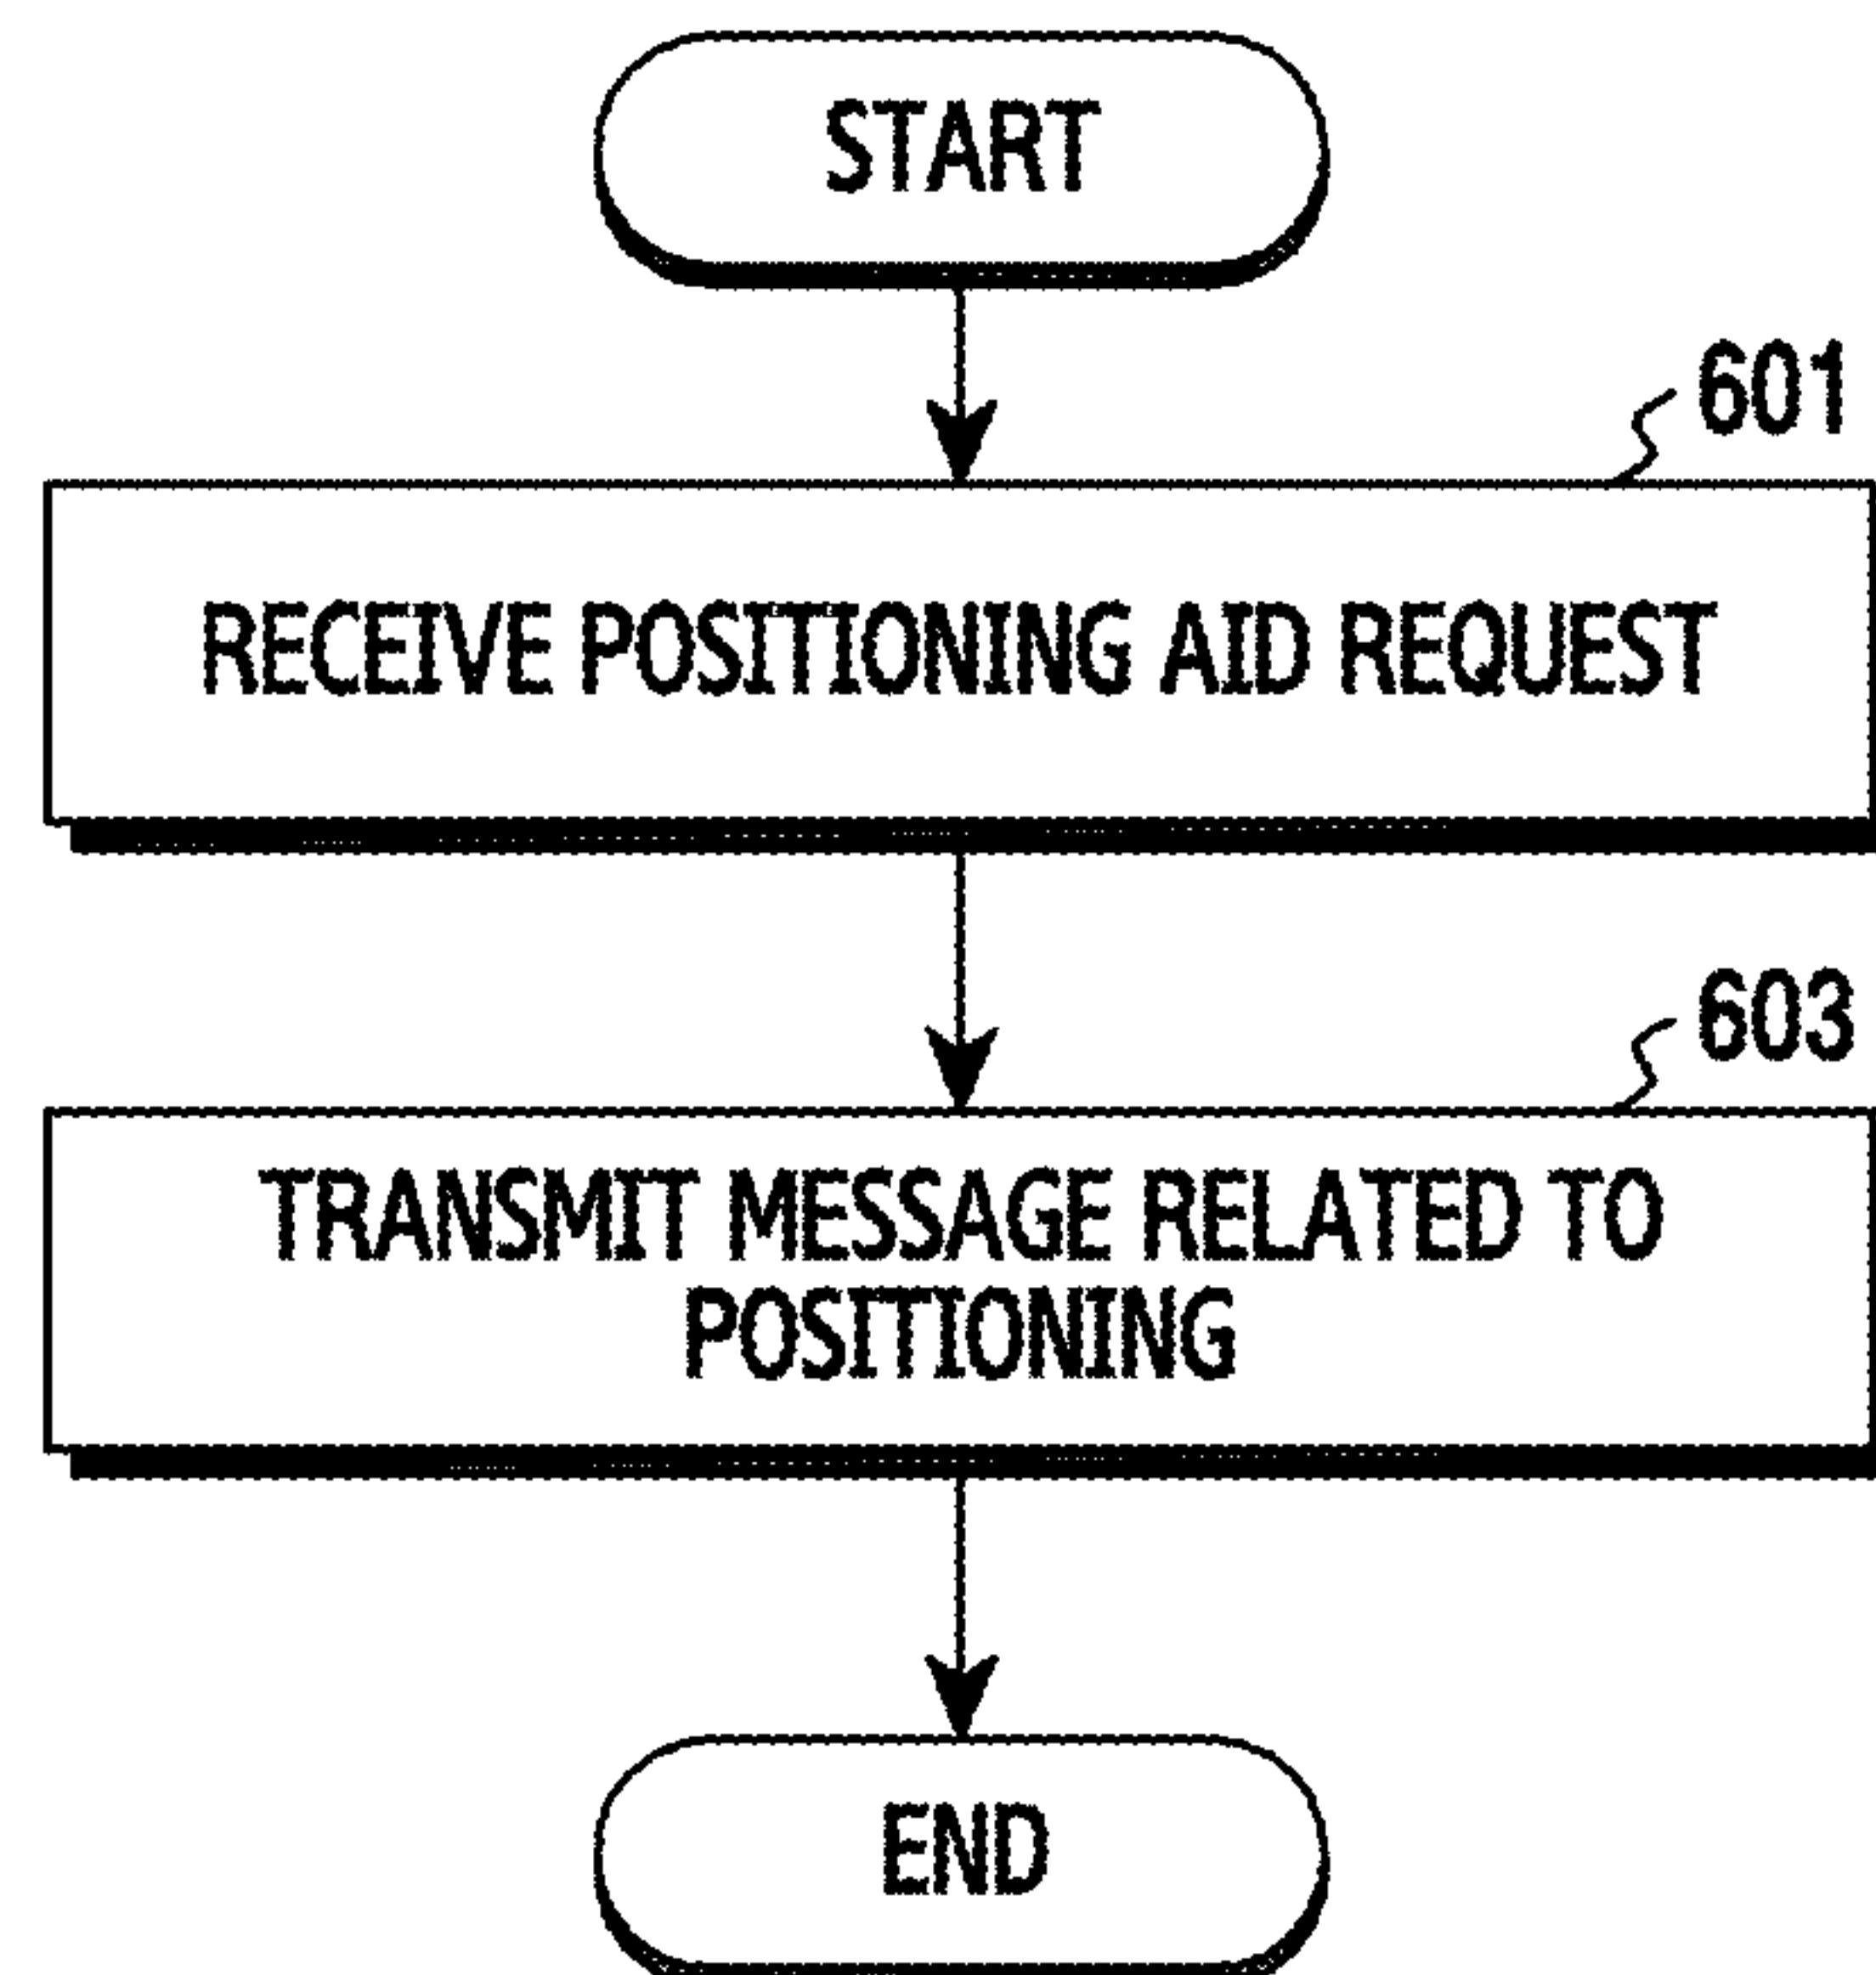 START
601
RECEIVE POSITIONING AID REQUEST
603
TRANSMIT MESSAGE RELATED TO
POSITIONING
END